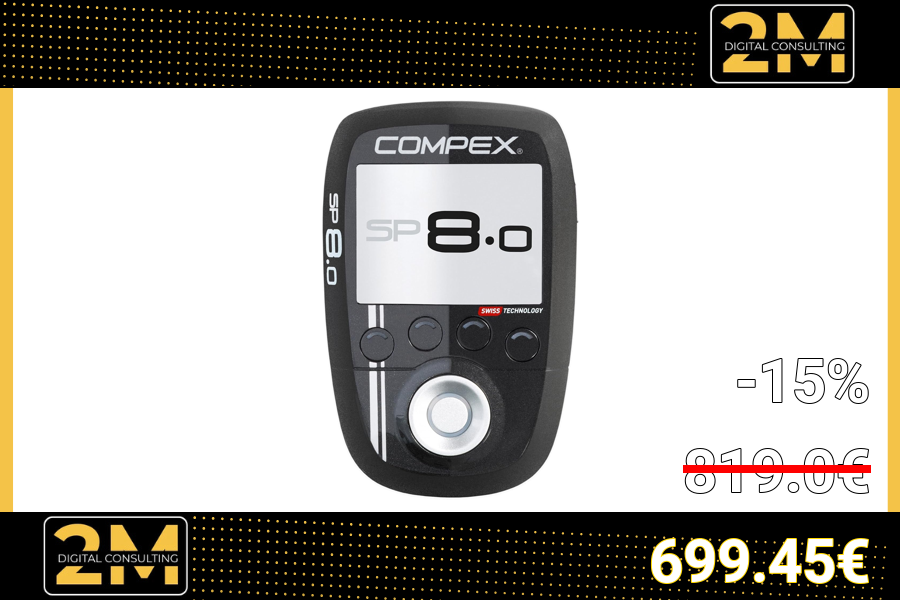 2M
DIGITAL CONSULTING
COMPEX®
SP 8.0
SP 8.0
SWISS TECHNOLOGY
-15%
819.0€
2M
DIGITAL CONSULTING
699.45€